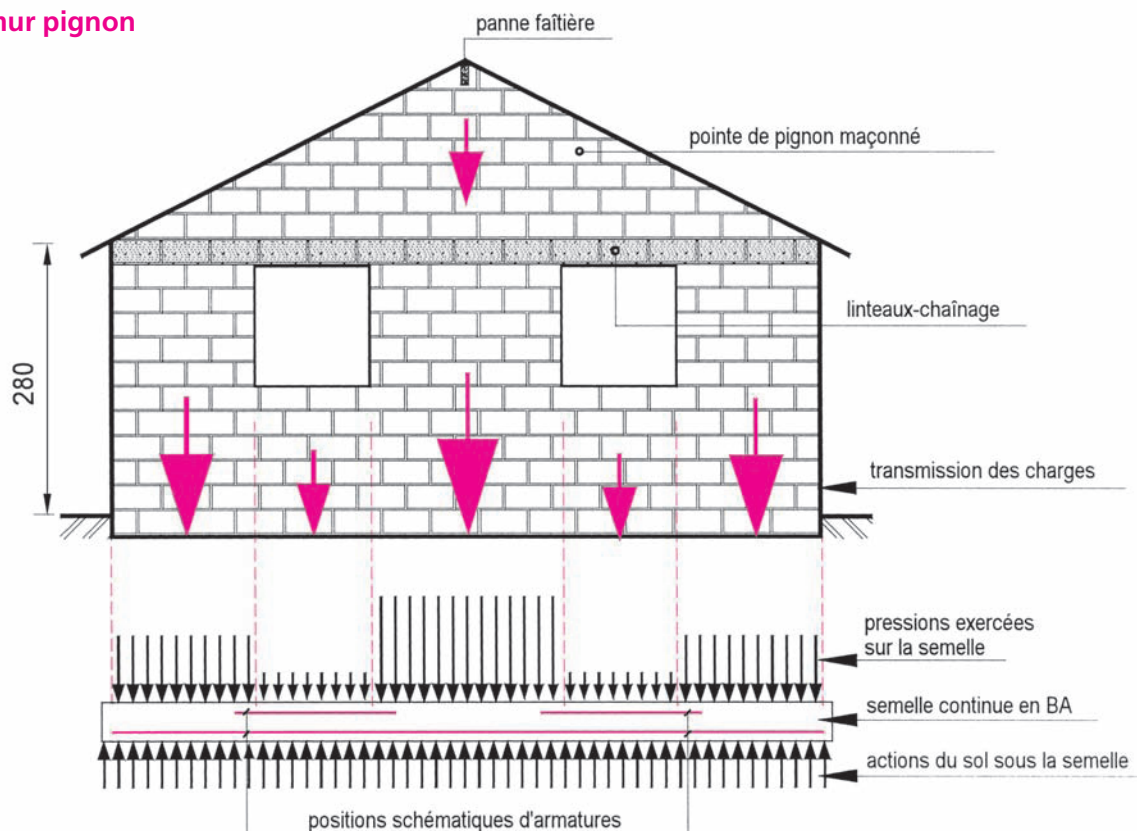 mur pignon
panne faîtière
pointe de pignon maçonné
linteaux-chaînage
280
transmission des charges
pressions exercées
sur la semelle
semelle continue en BA
actions du sol sous la semelle
positions schématiques d'armatures